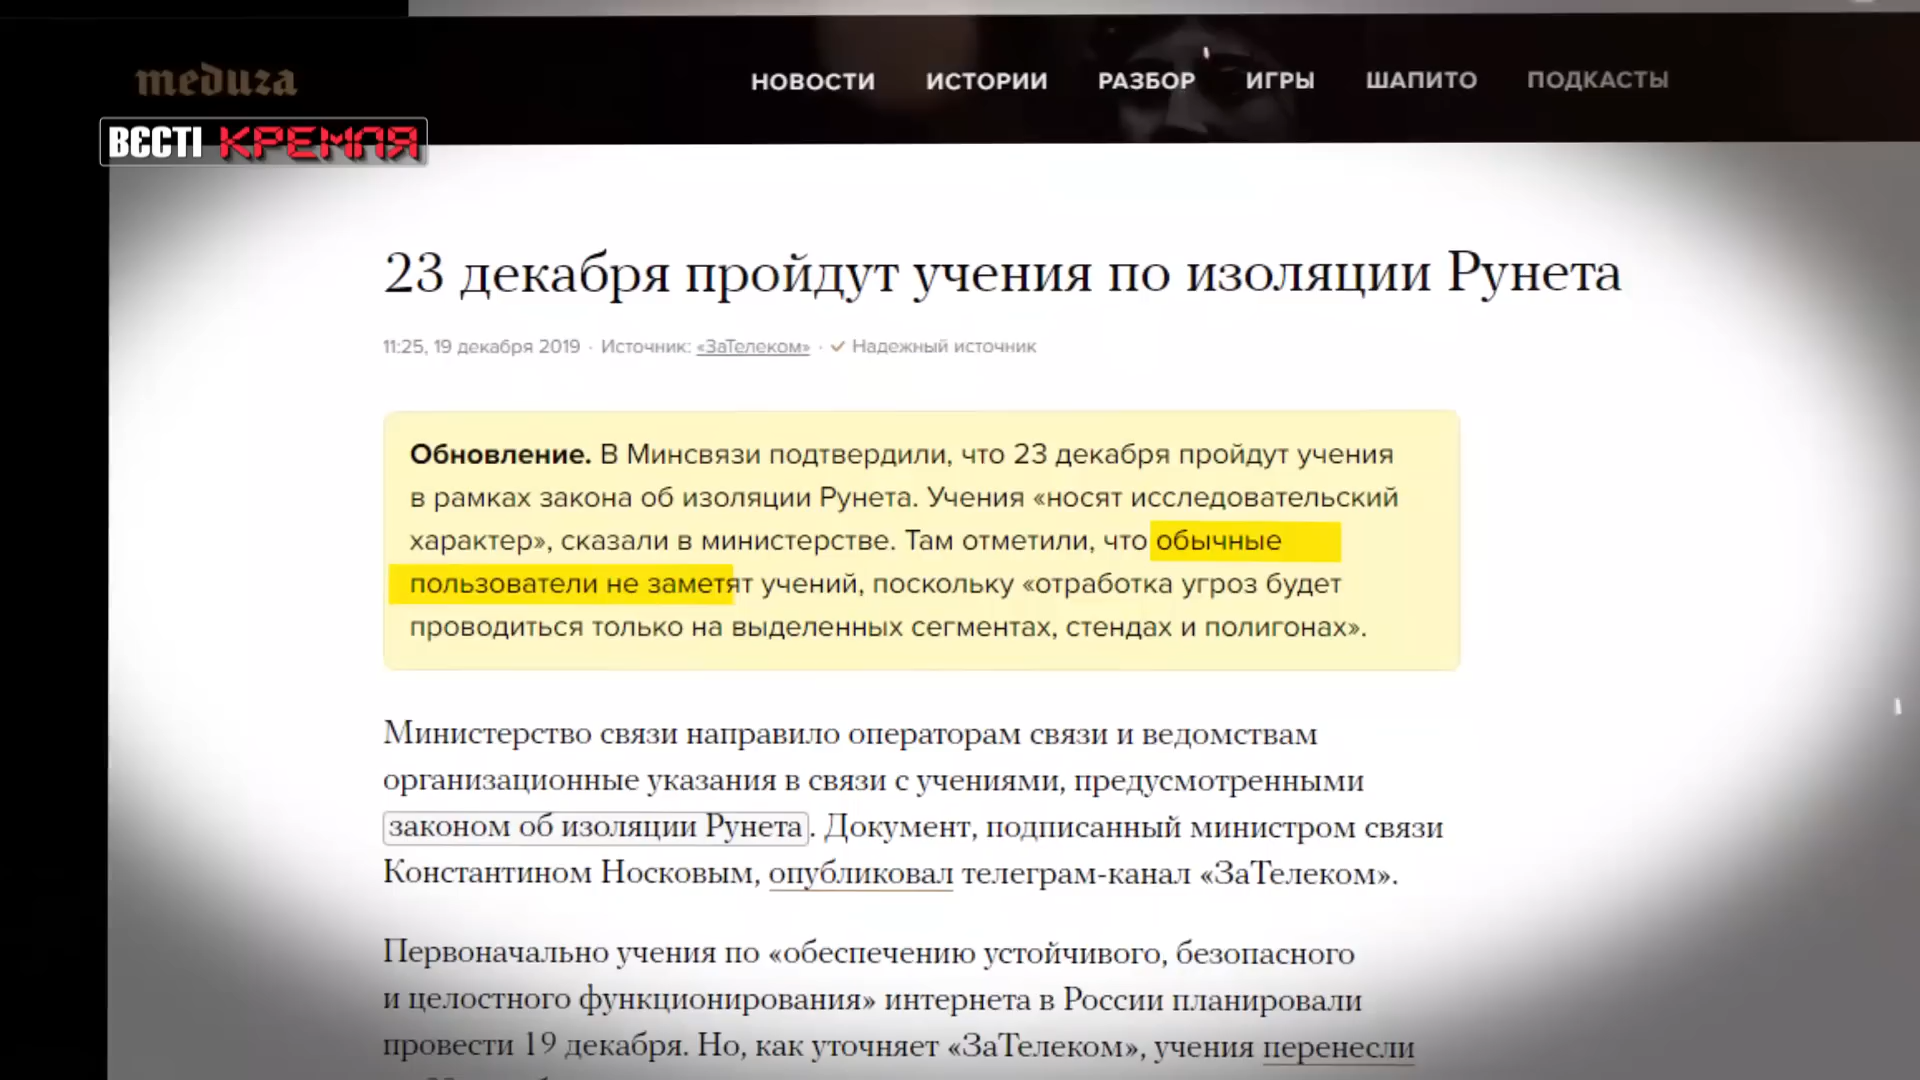 meduza
НОВОСТИ ИСТОРИИ РАЗБОР ИГРЫ ШАПИТО ПОДКАСТЫ
ВЄСТІ КРЕМЛЯ
23 декабря пройдут учения по изоляции Рунета
11:25, 19 декабря 2019 · Источник: «ЗаТелеком» · ✓ Надежный источник
Обновление. В Минсвязи подтвердили, что 23 декабря пройдут учения
в рамках закона об изоляции Рунета. Учения «носят исследовательский
характер», сказали в министерстве. Там отметили, что обычные
пользователи не заметят учений, поскольку «отработка угроз будет
проводиться только на выделенных сегментах, стендах и полигонах».
Министерство связи направило операторам связи и ведомствам
организационные указания в связи с учениями, предусмотренными
законом об изоляции Рунета. Документ, подписанный министром связи
Константином Носковым, опубликовал телеграм-канал «ЗаТелеком».
Первоначально учения по «обеспечению устойчивого, безопасного
и целостного функционирования» интернета в России планировали
провести 19 декабря. Но, как уточняет «ЗаТелеком», учения перенесли